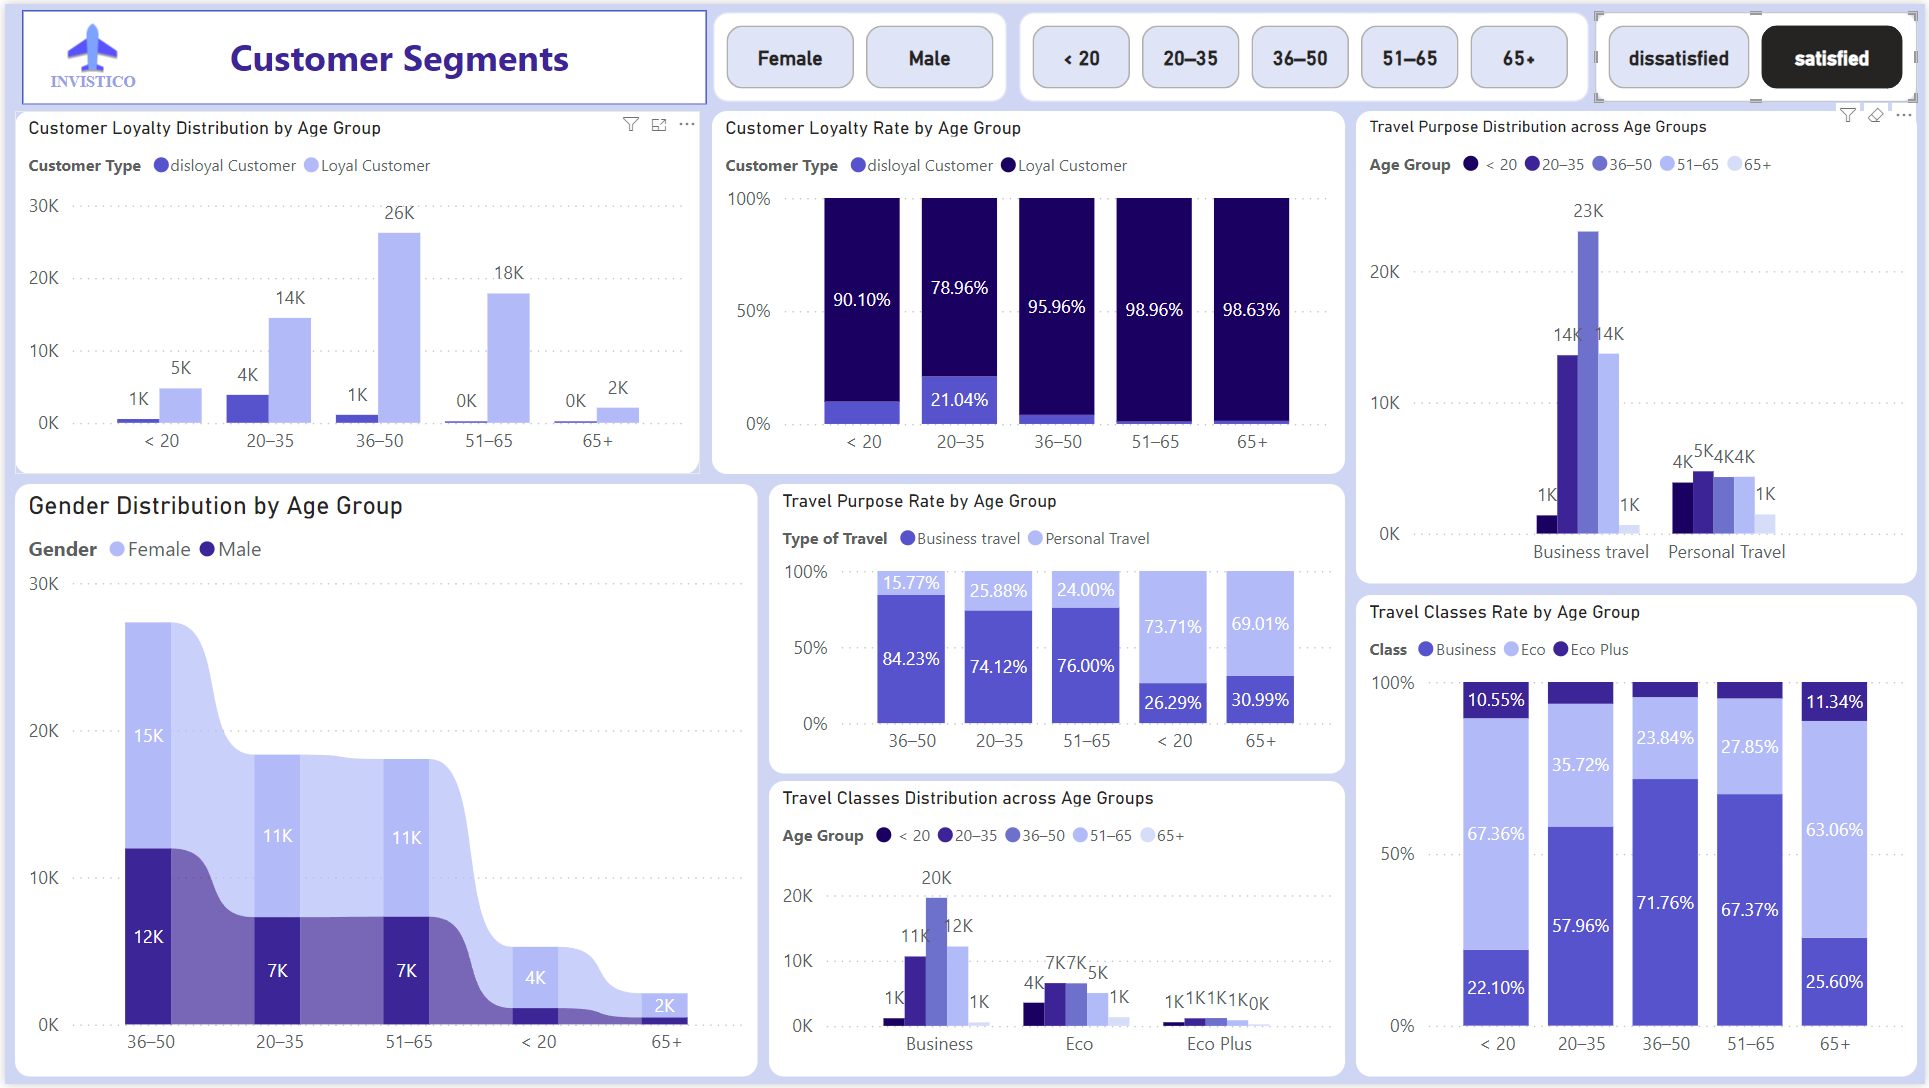 INVISTICO
Customer Segments
Female Male
< 20 20–35 36–50 51–65 65+
dissatisfied satisfied
Customer Loyalty Distribution by Age Group
Customer Type disloyal Customer Loyal Customer
30K
20K
10K
0K
1K 5K 4K 14K 1K 26K 0K 18K 0K 2K
< 20 20–35 36–50 51–65 65+
Customer Loyalty Rate by Age Group
Customer Type disloyal Customer Loyal Customer
100%
50%
0%
90.10% 78.96% 95.96% 98.96% 98.63%
21.04%
< 20 20–35 36–50 51–65 65+
Travel Purpose Distribution across Age Groups
Age Group < 20 20–35 36–50 51–65 65+
20K
10K
0K
1K 14K 23K 14K 1K
4K 5K 4K 4K 1K
Business travel Personal Travel
Gender Distribution by Age Group
Gender Female Male
30K
20K
10K
0K
15K 11K 11K 4K 2K
12K 7K 7K
36–50 20–35 51–65 < 20 65+
Travel Purpose Rate by Age Group
Type of Travel Business travel Personal Travel
100%
50%
0%
15.77% 25.88% 24.00% 73.71% 69.01%
84.23% 74.12% 76.00% 26.29% 30.99%
36–50 20–35 51–65 < 20 65+
Travel Classes Distribution across Age Groups
Age Group < 20 20–35 36–50 51–65 65+
20K
10K
0K
1K 11K 20K 12K 1K
4K 7K 7K 5K 1K
1K 1K 1K 1K 0K
Business Eco Eco Plus
Travel Classes Rate by Age Group
Class Business Eco Eco Plus
100%
50%
0%
10.55% 11.34%
67.36% 35.72% 23.84% 27.85% 63.06%
22.10% 57.96% 71.76% 67.37% 25.60%
< 20 20–35 36–50 51–65 65+